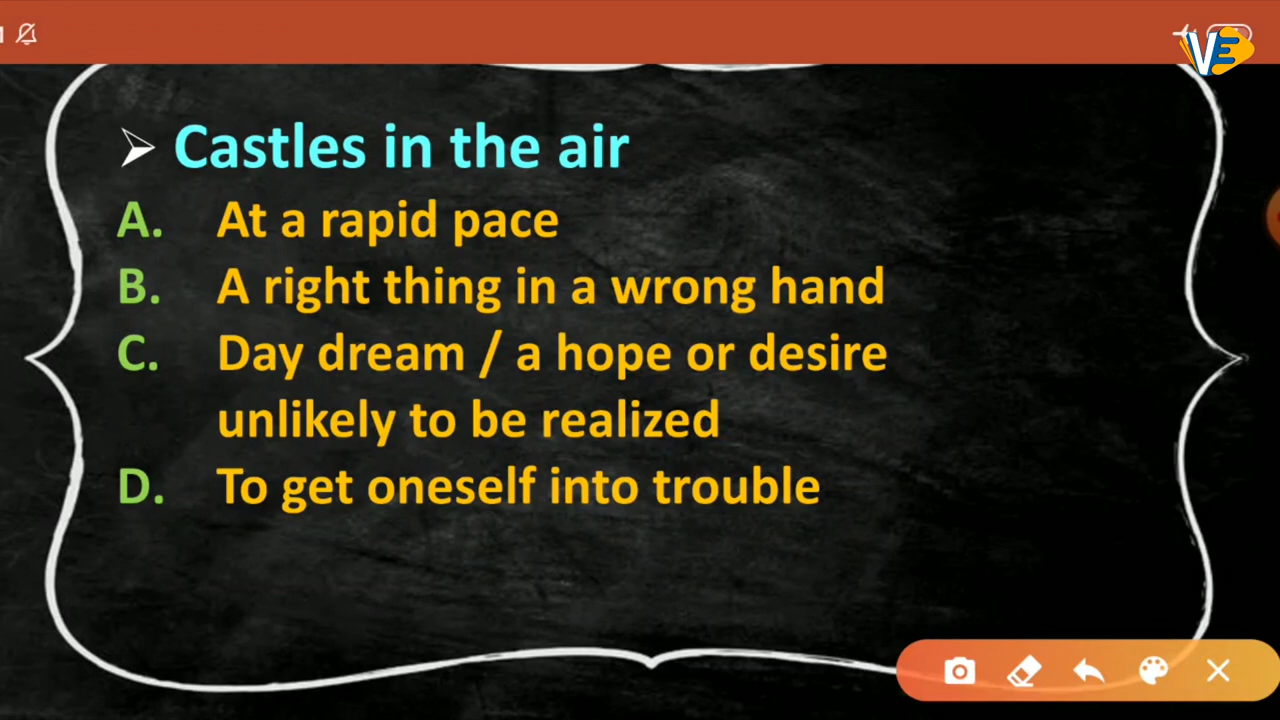 VE
➢ Castles in the air
A. At a rapid pace
B. A right thing in a wrong hand
C. Day dream / a hope or desire
unlikely to be realized
D. To get oneself into trouble